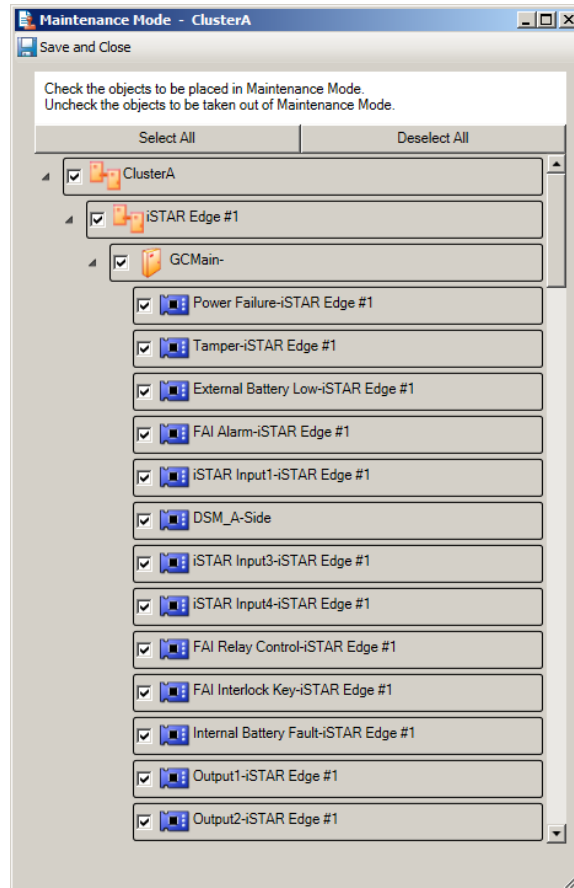 Maintenance Mode - ClusterA
Save and Close
Check the objects to be placed in Maintenance Mode.
Uncheck the objects to be taken out of Maintenance Mode.
Select All
Deselect All
ClusterA
iSTAR Edge #1
GCMain-
Power Failure-iSTAR Edge #1
Tamper-iSTAR Edge #1
External Battery Low-iSTAR Edge #1
FAI Alarm-iSTAR Edge #1
iSTAR Input1-iSTAR Edge #1
DSM_A-Side
iSTAR Input3-iSTAR Edge #1
iSTAR Input4-iSTAR Edge #1
FAI Relay Control-iSTAR Edge #1
FAI Interlock Key-iSTAR Edge #1
Internal Battery Fault-iSTAR Edge #1
Output1-iSTAR Edge #1
Output2-iSTAR Edge #1